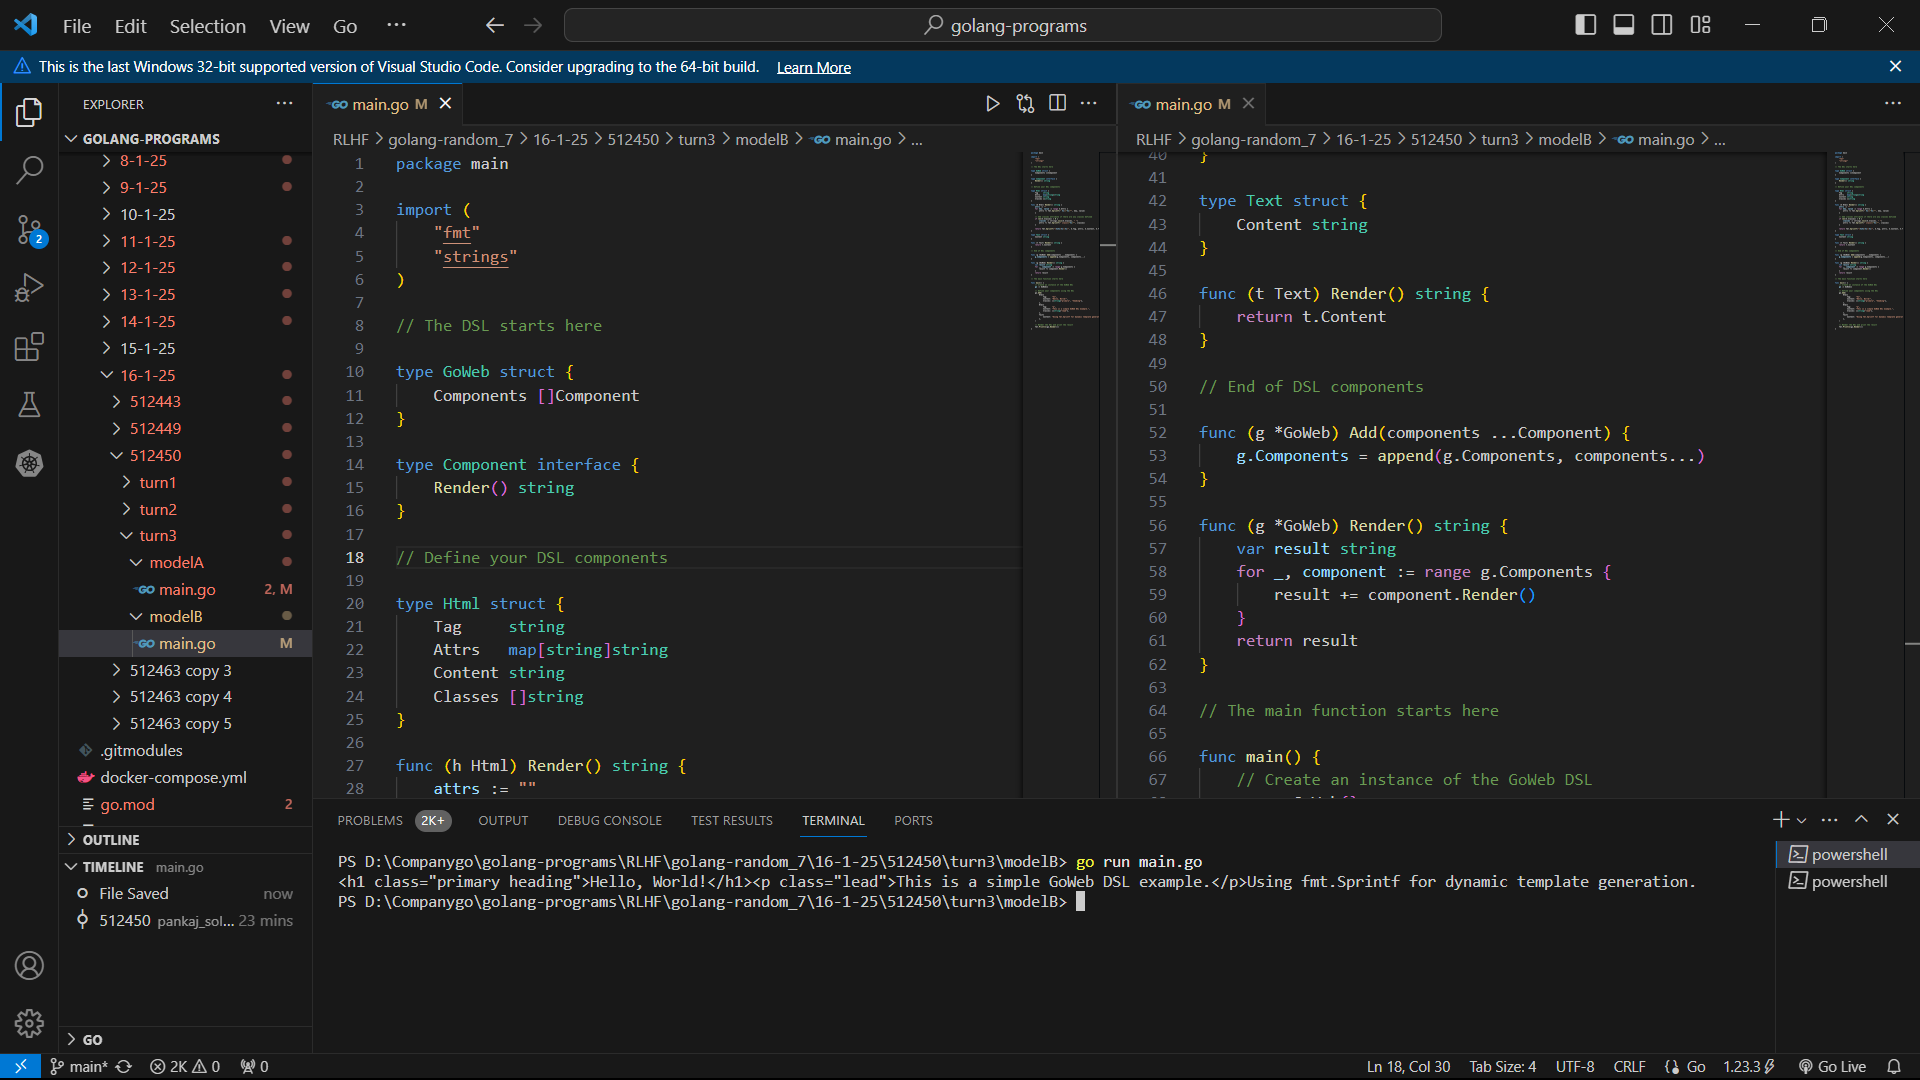 File Edit Selection View Go ···
golang-programs
This is the last Windows 32-bit supported version of Visual Studio Code. Consider upgrading to the 64-bit build. Learn More
EXPLORER
GOLANG-PROGRAMS
8-1-25
9-1-25
10-1-25
11-1-25
12-1-25
13-1-25
14-1-25
15-1-25
16-1-25
512443
512449
512450
turn1
turn2
turn3
modelA
main.go 2, M
modelB
main.go M
512463 copy 3
512463 copy 4
512463 copy 5
.gitmodules
docker-compose.yml
go.mod 2
OUTLINE
TIMELINE main.go
File Saved now
512450 pankaj_sol... 23 mins
GO
main.go M
RLHF > golang-random_7 > 16-1-25 > 512450 > turn3 > modelB > main.go > ...
1 package main
2
3 import (
4 "fmt"
5 "strings"
6 )
7
8 // The DSL starts here
9
10 type GoWeb struct {
11 Components []Component
12 }
13
14 type Component interface {
15 Render() string
16 }
17
18 // Define your DSL components
19
20 type Html struct {
21 Tag string
22 Attrs map[string]string
23 Content string
24 Classes []string
25 }
26
27 func (h Html) Render() string {
28 attrs := ""
main.go M
RLHF > golang-random_7 > 16-1-25 > 512450 > turn3 > modelB > main.go > ...
40 }
41
42 type Text struct {
43 Content string
44 }
45
46 func (t Text) Render() string {
47 return t.Content
48 }
49
50 // End of DSL components
51
52 func (g *GoWeb) Add(components ...Component) {
53 g.Components = append(g.Components, components...)
54 }
55
56 func (g *GoWeb) Render() string {
57 var result string
58 for _, component := range g.Components {
59 result += component.Render()
60 }
61 return result
62 }
63
64 // The main function starts here
65
66 func main() {
67 // Create an instance of the GoWeb DSL
PROBLEMS 2K+ OUTPUT DEBUG CONSOLE TEST RESULTS TERMINAL PORTS
PS D:\Companygo\golang-programs\RLHF\golang-random_7\16-1-25\512450\turn3\modelB> go run main.go
<h1 class="primary heading">Hello, World!</h1><p class="lead">This is a simple GoWeb DSL example.</p>Using fmt.Sprintf for dynamic template generation.
PS D:\Companygo\golang-programs\RLHF\golang-random_7\16-1-25\512450\turn3\modelB>
powershell
powershell
main* 2K 0 0 Ln 18, Col 30 Tab Size: 4 UTF-8 CRLF Go 1.23.3 Go Live